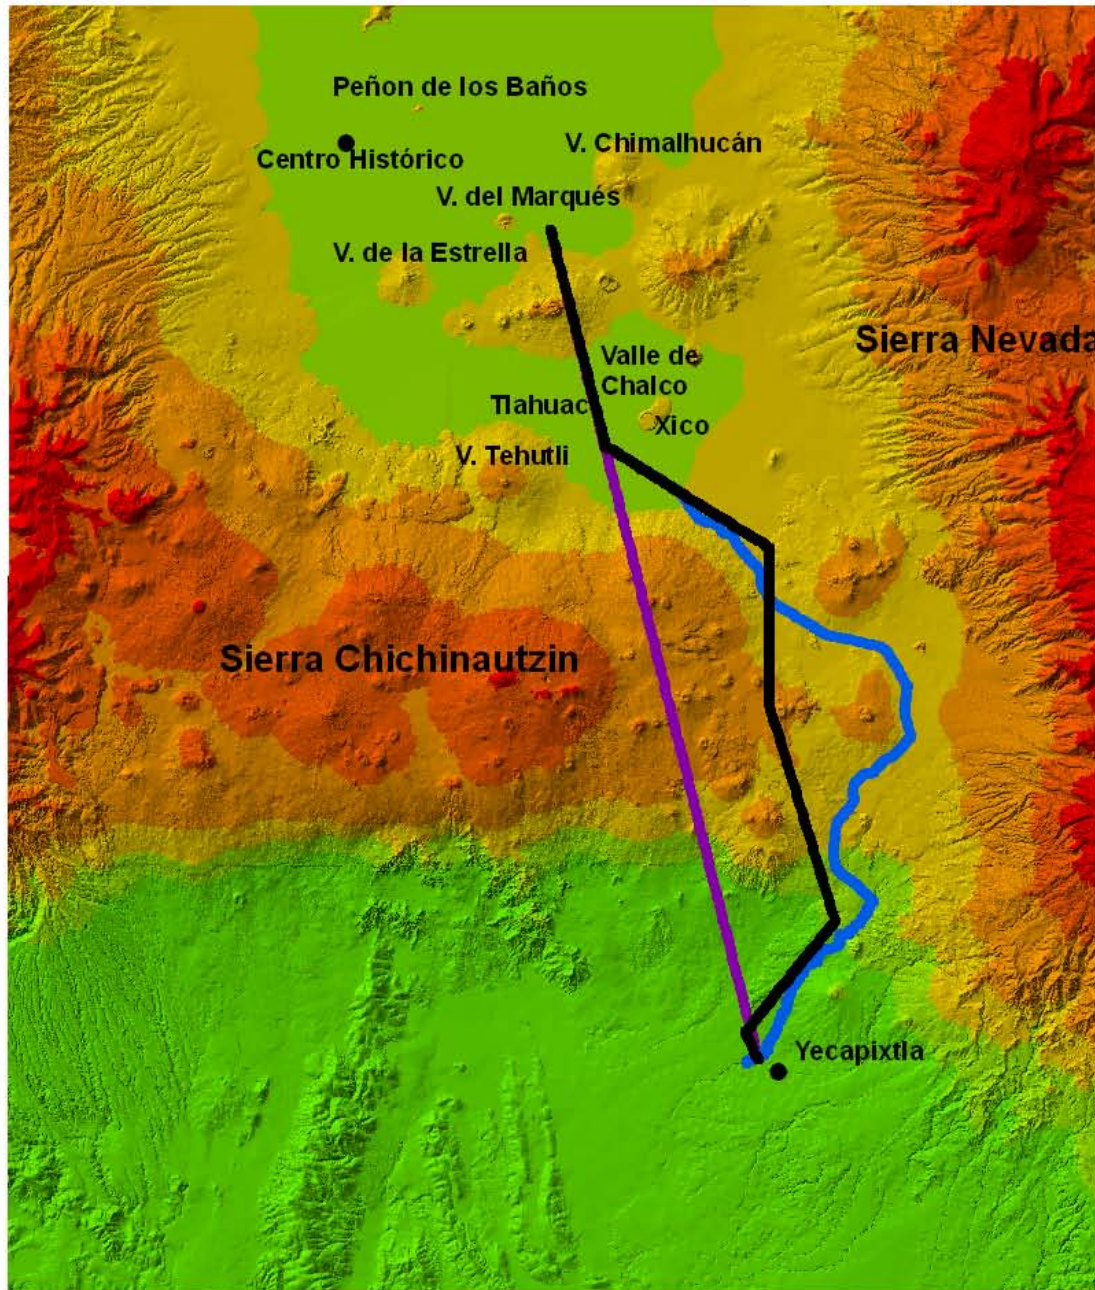 Peñon de los Baños
V. Chimalhucán
Centro Histórico
V. del Marqués
V. de la Estrella
Sierra Nevada
Valle de
Chalco
Tlahuac
Xico
V. Tehutli
Sierra Chichinautzin
Yecapixtla